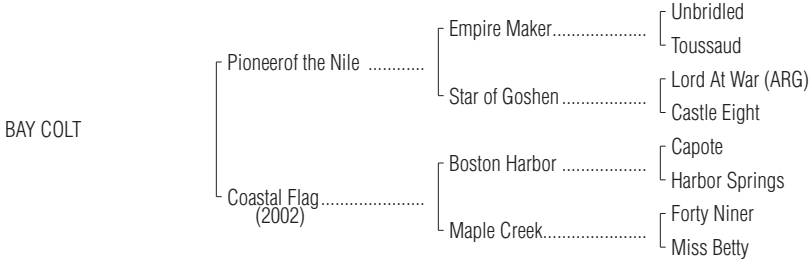 Unbridled
Empire Maker....................
Toussaud
Pioneerof the Nile ............
Lord At War (ARG)
Star of Goshen..................
Castle Eight
BAY COLT
Capote
Boston Harbor ..................
Harbor Springs
Coastal Flag......................
(2002)
Forty Niner
Maple Creek......................
Miss Betty